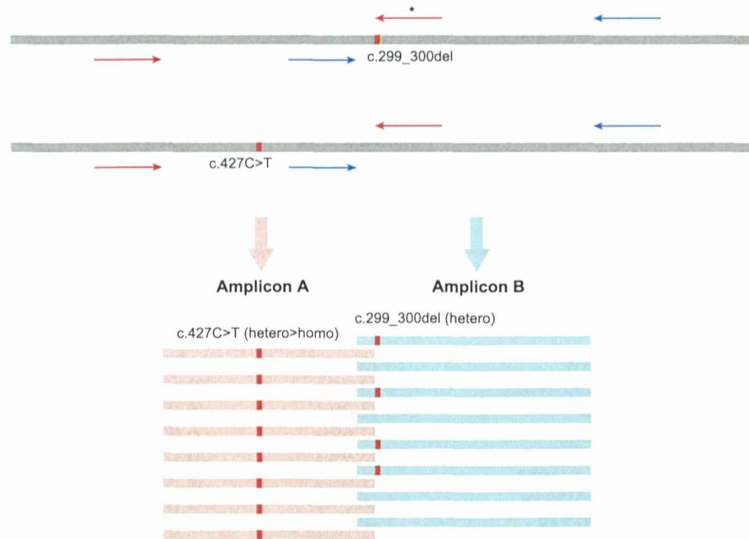 *
c.299_300del
c.427C>T
Amplicon A
Amplicon B
c.299_300del (hetero)
c.427C>T (hetero>homo)